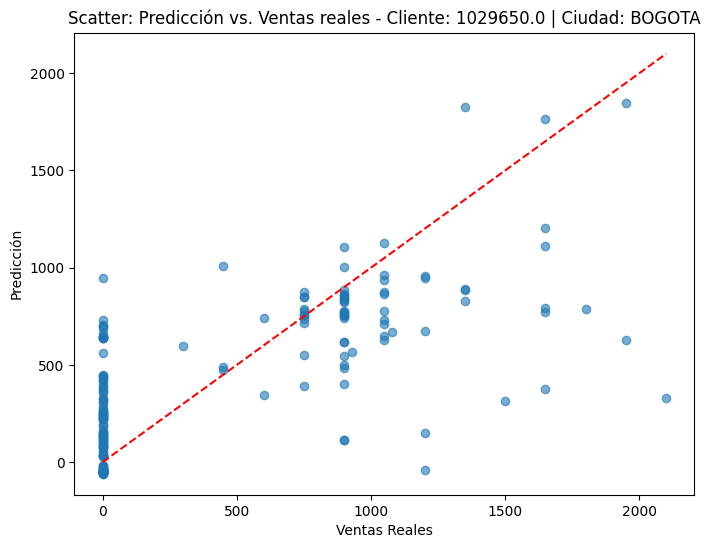 Scatter: Predicción vs. Ventas reales - Cliente: 1029650.0 | Ciudad: BOGOTA
2000
1500
1000
500
0
Predicción
0 500 1000 1500 2000
Ventas Reales